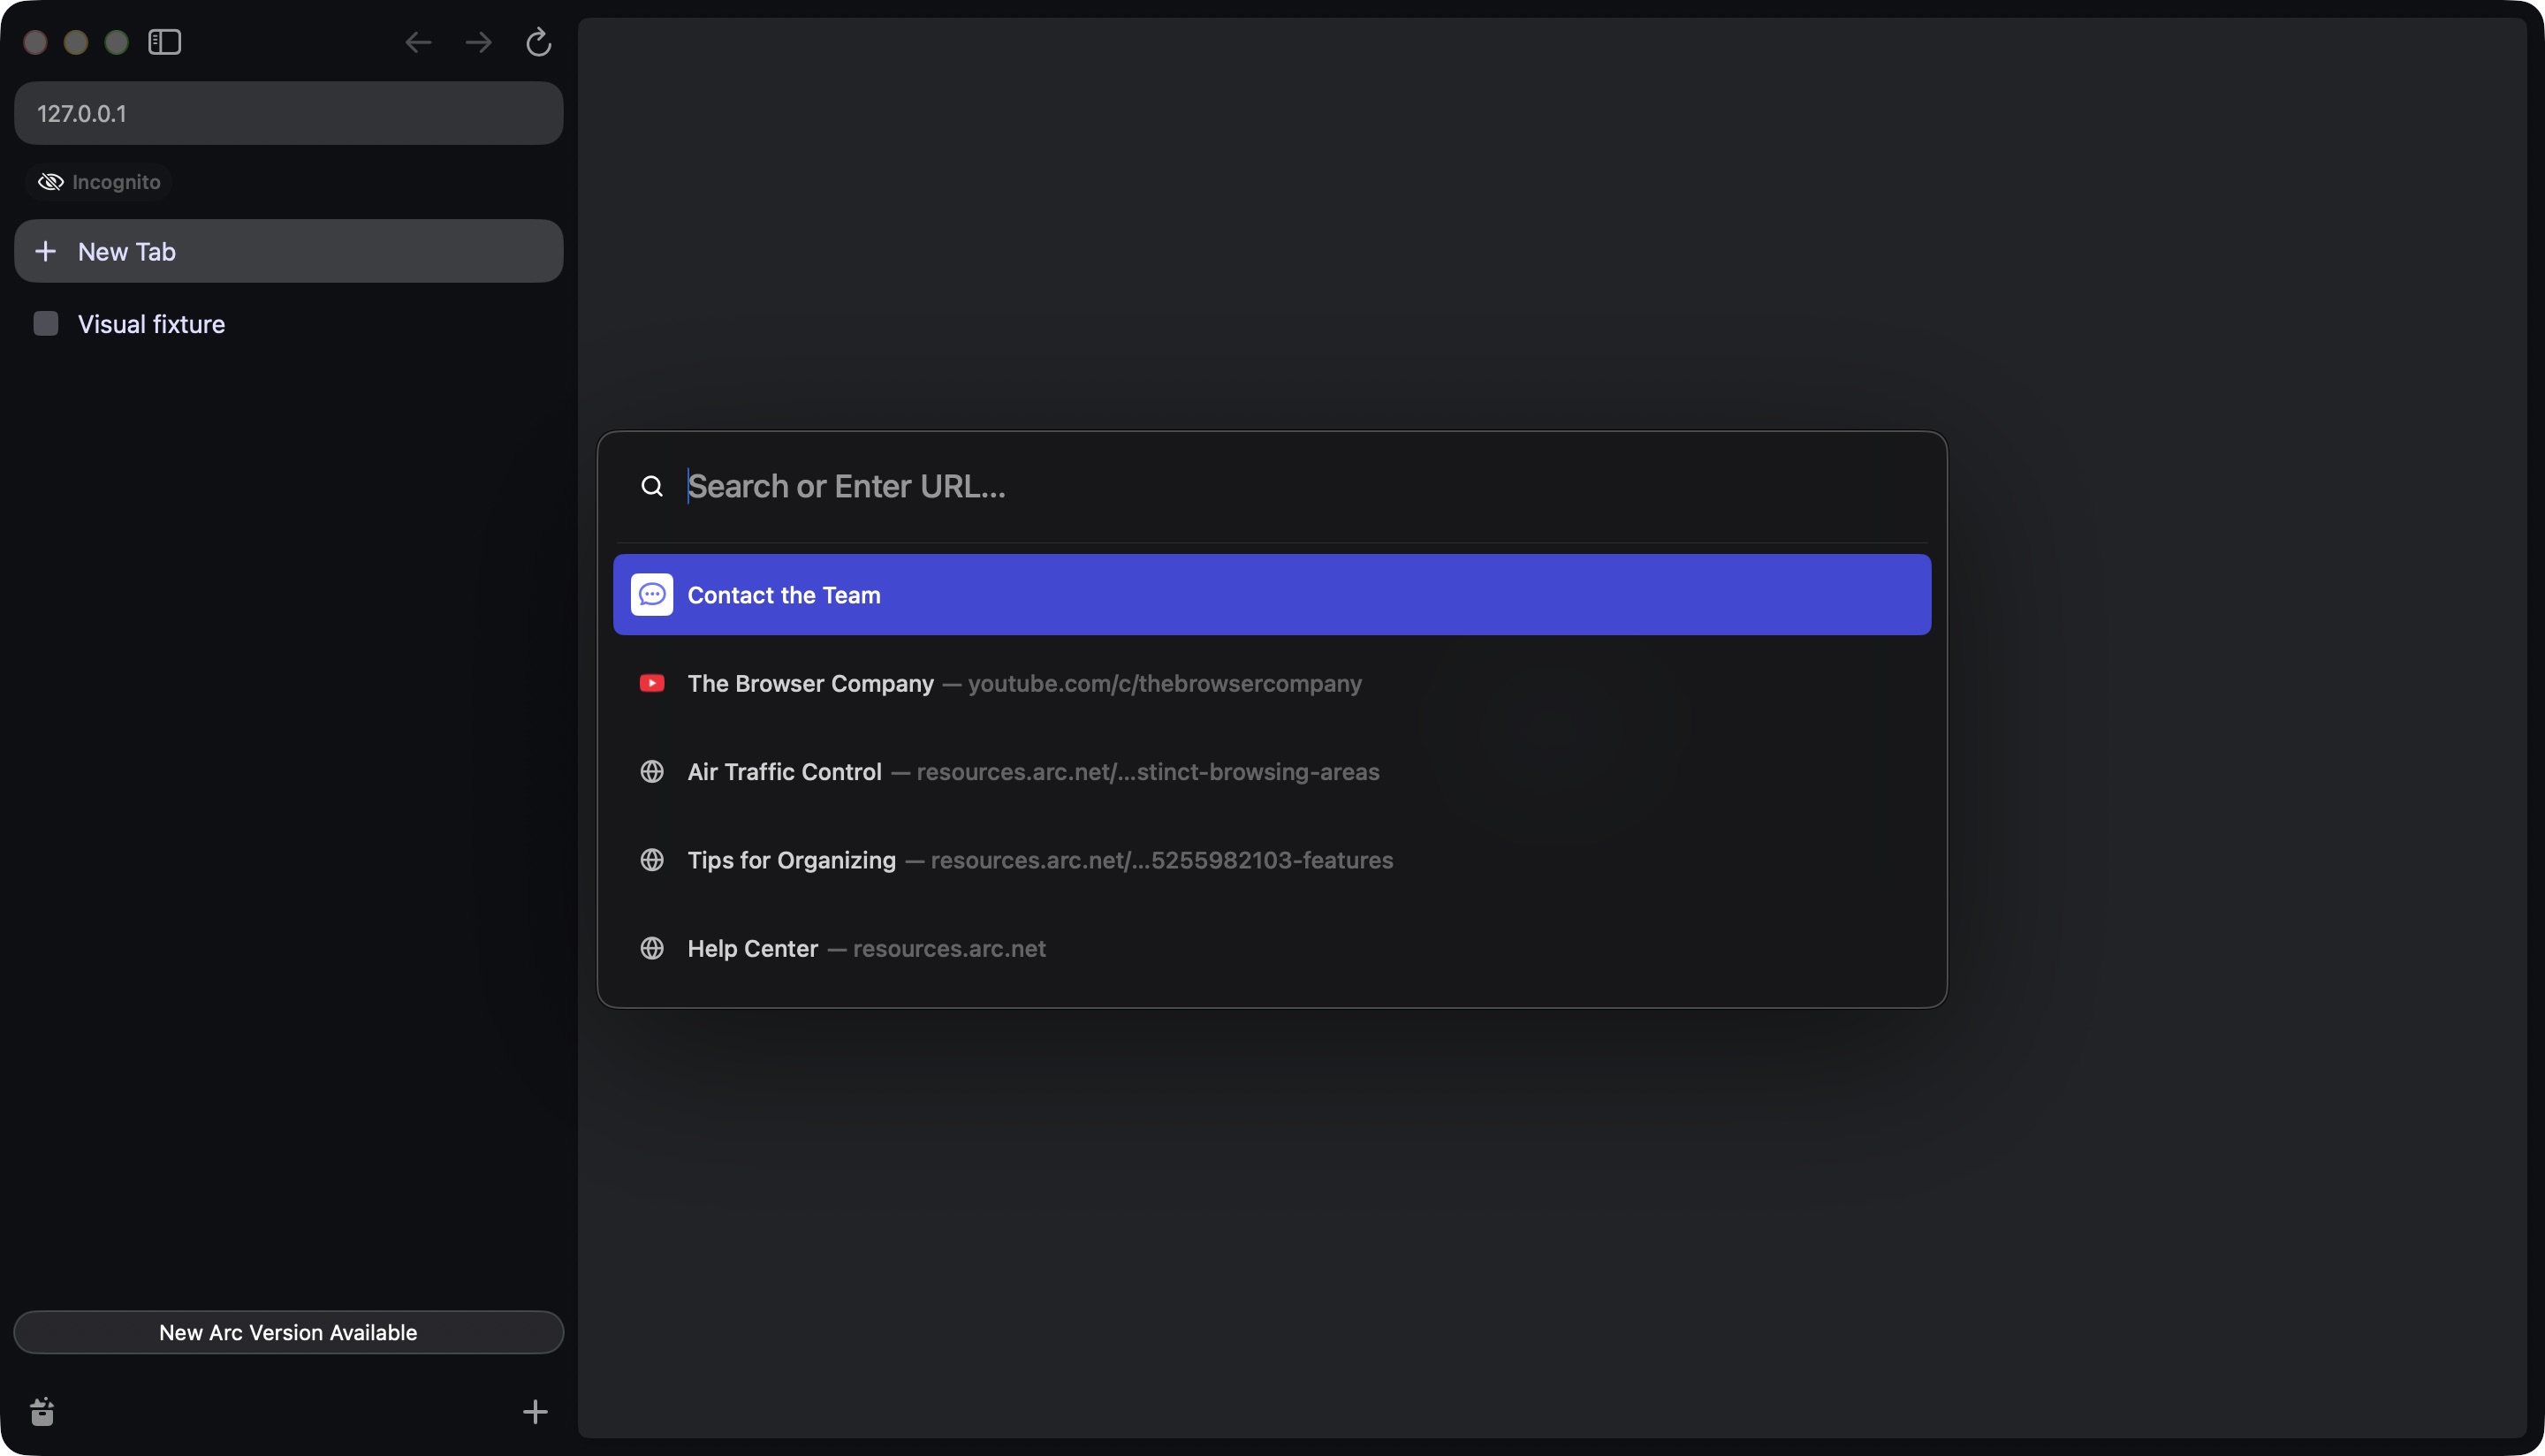 127.0.0.1
Incognito
New Tab
Visual fixture
Search or Enter URL...
Contact the Team
The Browser Company — youtube.com/c/thebrowsercompany
Air Traffic Control — resources.arc.net/...stinct-browsing-areas
Tips for Organizing — resources.arc.net/...5255982103-features
Help Center — resources.arc.net
New Arc Version Available